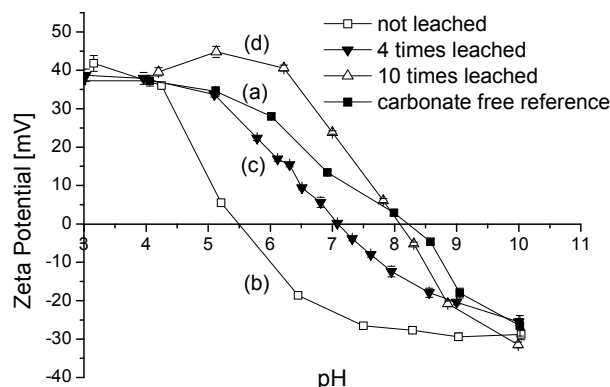 50
40
30
20
10
0
-10
-20
-30
-40
Zeta Potential [mV]
3 4 5 6 7 8 9 10 11
pH
(d)
(a)
(c)
(b)
not leached
4 times leached
10 times leached
carbonate free reference